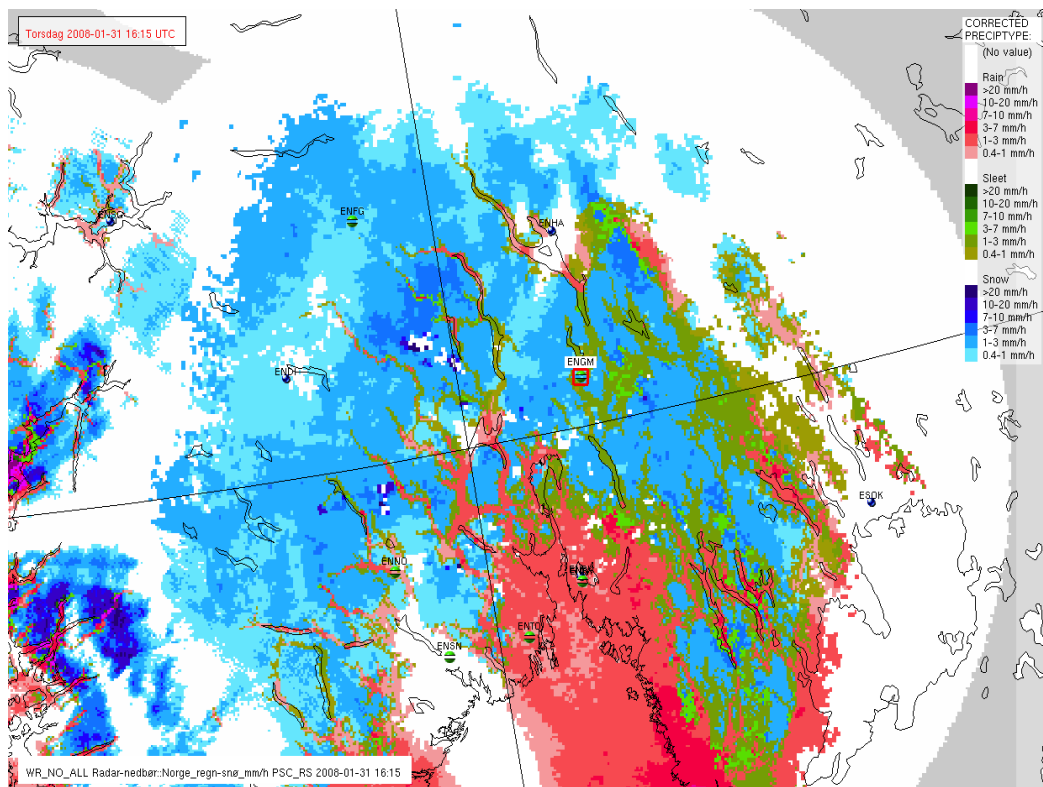 Torsdag 2008-01-31 16:15 UTC
CORRECTED
PRECIPTYPE:
(No value)
Rain
>20 mm/h
10-20 mm/h
7-10 mm/h
3-7 mm/h
1-3 mm/h
0.4-1 mm/h
Sleet
>20 mm/h
10-20 mm/h
7-10 mm/h
3-7 mm/h
1-3 mm/h
0.4-1 mm/h
Snow
>20 mm/h
10-20 mm/h
7-10 mm/h
3-7 mm/h
1-3 mm/h
0.4-1 mm/h
ENSG
ENFG
ENHA
ENGM
ESOK
ENNO
ENTO
ENSN
WR_NO_ALL Radar-nedbør::Norge_regn-snø_mm/h PSC_RS 2008-01-31 16:15